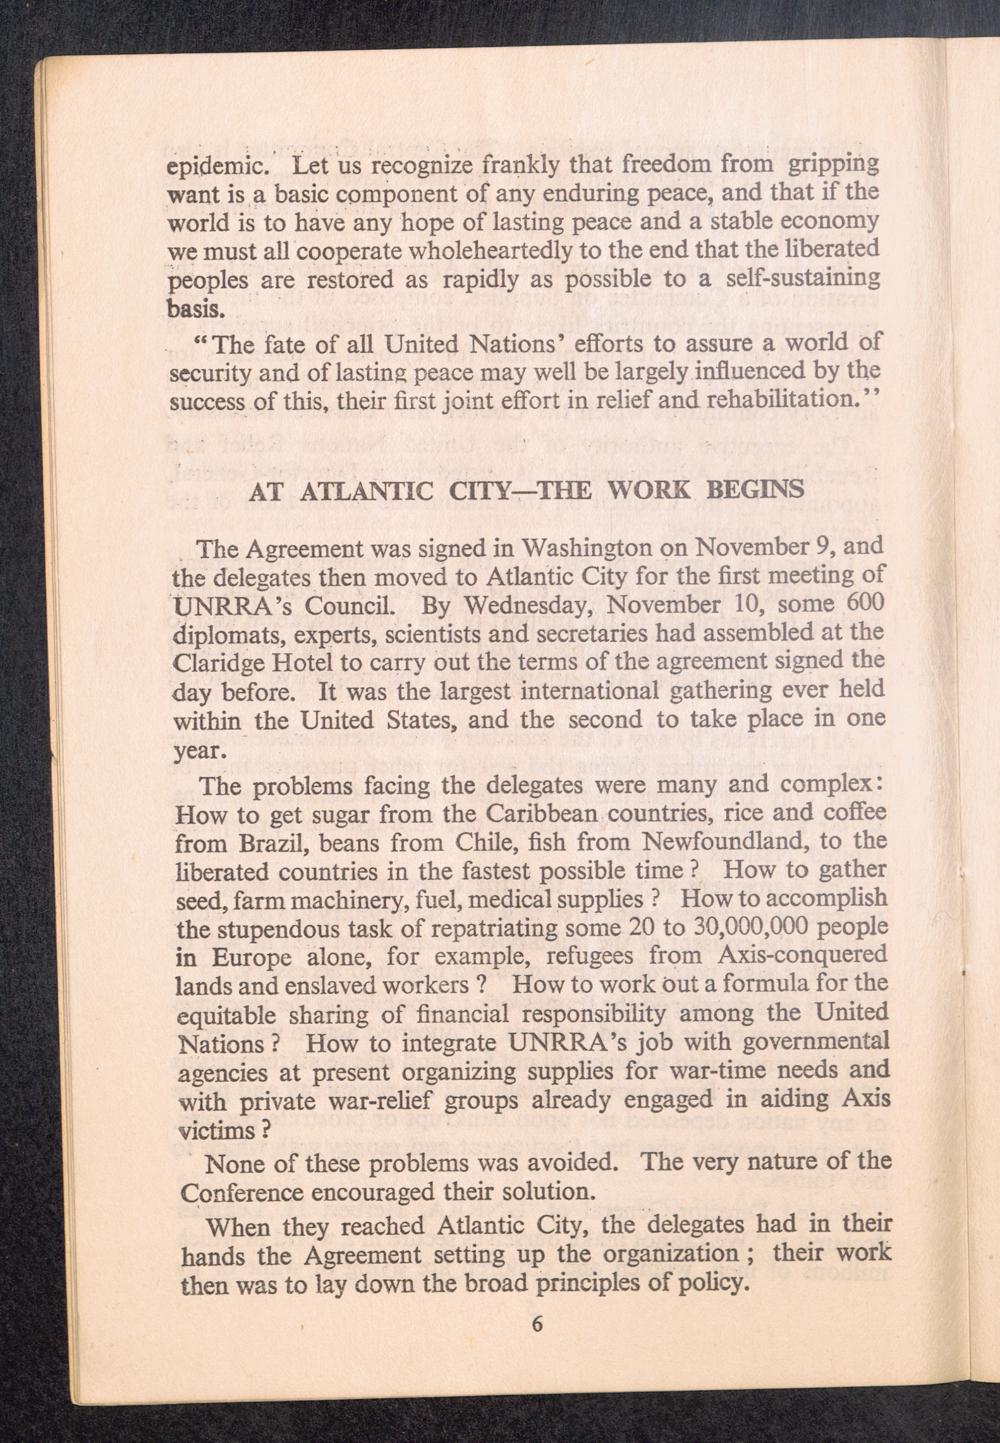 epidemic. Let us recognize frankly that freedom from gripping
want is a basic component of any enduring peace, and that if the
world is to have any hope of lasting peace and a stable economy
we must all cooperate wholeheartedly to the end that the liberated
peoples are restored as rapidly as possible to a self-sustaining
basis.
“The fate of all United Nations’ efforts to assure a world of
security and of lasting peace may well be largely influenced by the
success of this, their first joint effort in relief and rehabilitation.”
AT ATLANTIC CITY—THE WORK BEGINS
The Agreement was signed in Washington on November 9, and
the delegates then moved to Atlantic City for the first meeting of
UNRRA’s Council. By Wednesday, November 10, some 600
diplomats, experts, scientists and secretaries had assembled at the
Claridge Hotel to carry out the terms of the agreement signed the
day before. It was the largest international gathering ever held
within the United States, and the second to take place in one
year.
The problems facing the delegates were many and complex:
How to get sugar from the Caribbean countries, rice and coffee
from Brazil, beans from Chile, fish from Newfoundland, to the
liberated countries in the fastest possible time ? How to gather
seed, farm machinery, fuel, medical supplies ? How to accomplish
the stupendous task of repatriating some 20 to 30,000,000 people
in Europe alone, for example, refugees from Axis-conquered
lands and enslaved workers ? How to work out a formula for the
equitable sharing of financial responsibility among the United
Nations ? How to integrate UNRRA’s job with governmental
agencies at present organizing supplies for war-time needs and
with private war-relief groups already engaged in aiding Axis
victims ?
None of these problems was avoided. The very nature of the
Conference encouraged their solution.
When they reached Atlantic City, the delegates had in their
hands the Agreement setting up the organization ; their work
then was to lay down the broad principles of policy.
6